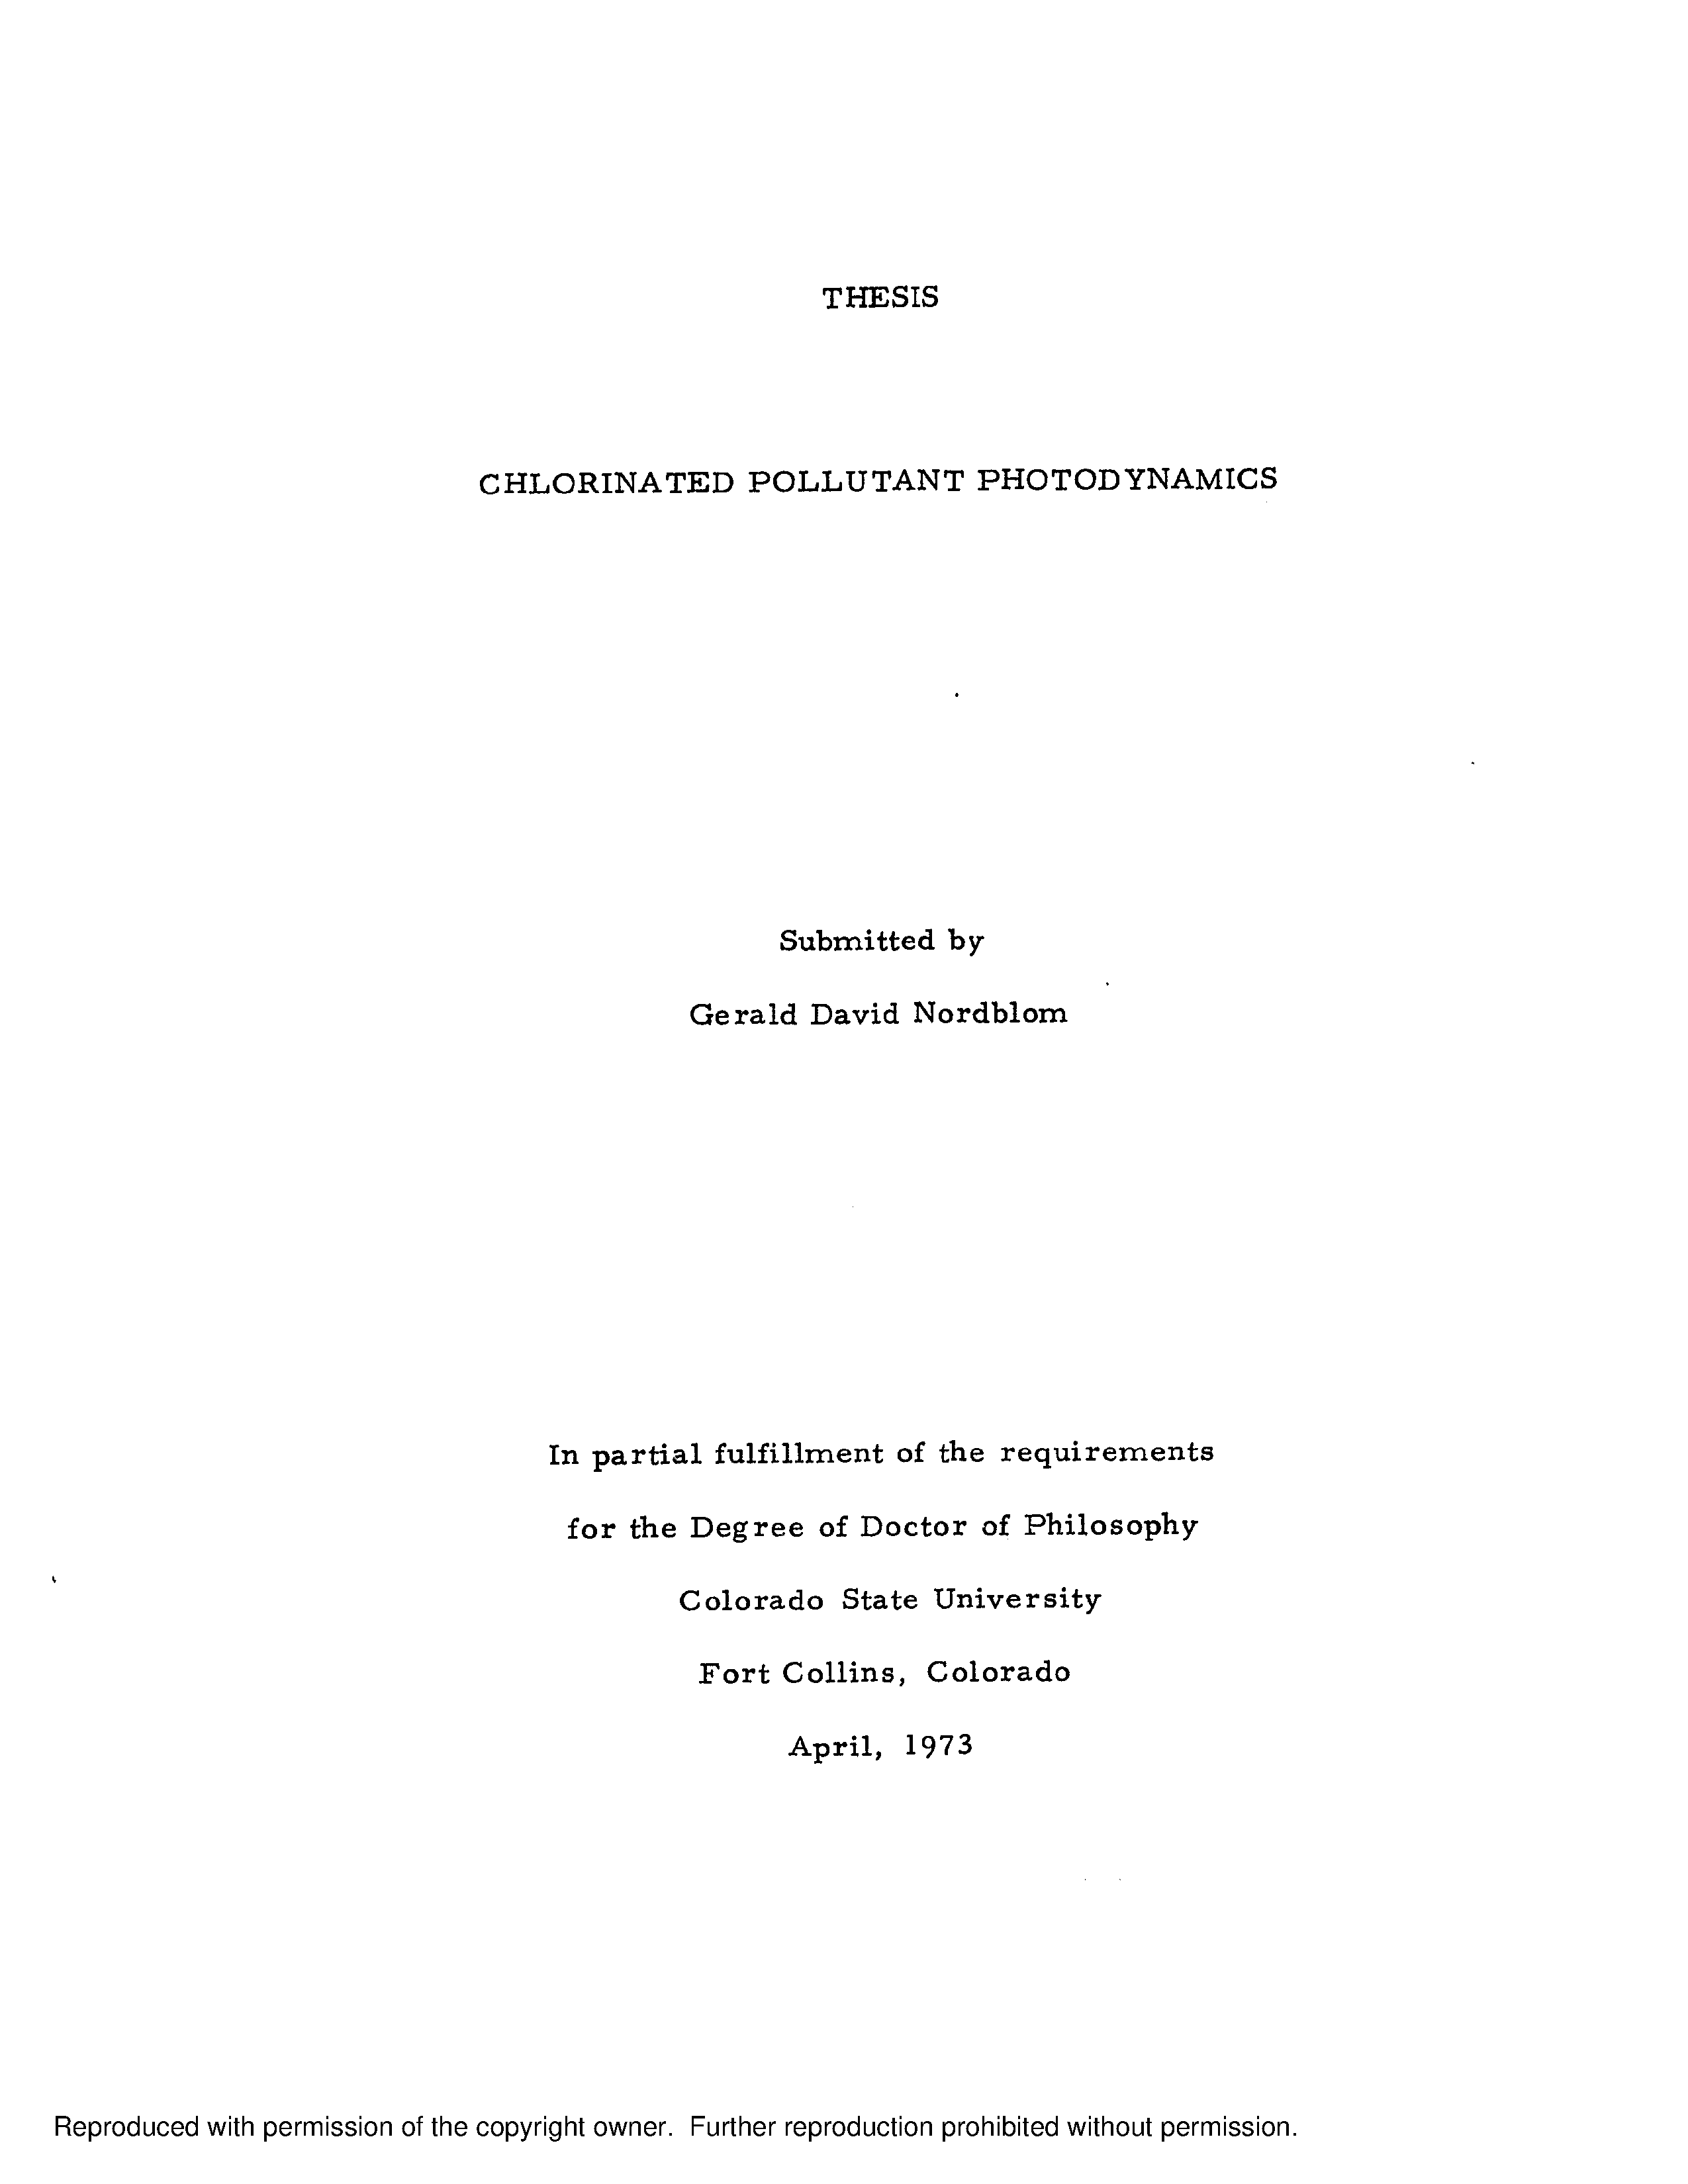 THESIS
CHLORINATED POLLUTANT PHOTODYNAMICS
Submitted by
Gerald David Nordblom
In partial fulfillment of the requirements
for the Degree of Doctor of Philosophy
Colorado State University
Fort Collins, Colorado
April, 1973
Reproduced with permission of the copyright owner. Further reproduction prohibited without permission.